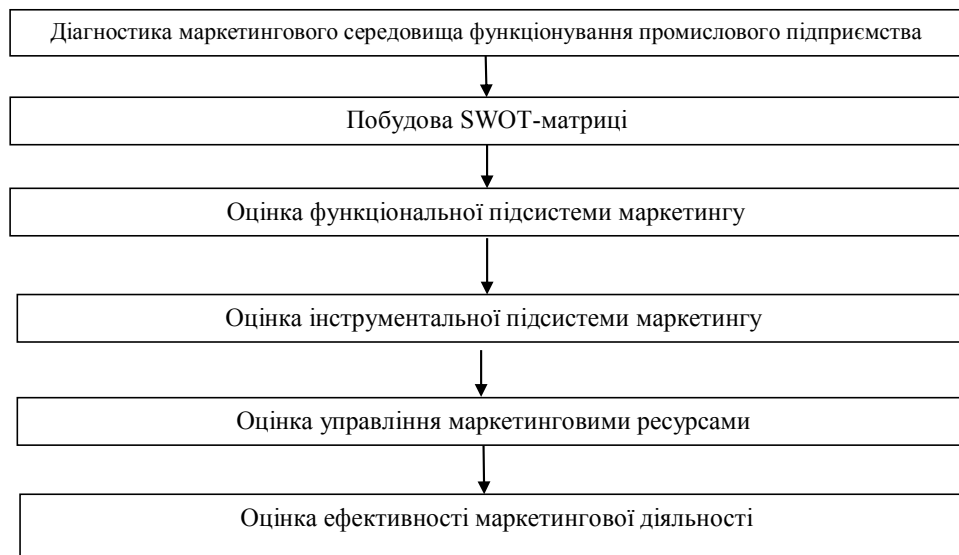 Діагностика маркетингового середовища функціонування промислового підприємства
Побудова SWOT-матриці
Оцінка функціональної підсистеми маркетингу
Оцінка інструментальної підсистеми маркетингу
Оцінка управління маркетинговими ресурсами
Оцінка ефективності маркетингової діяльності